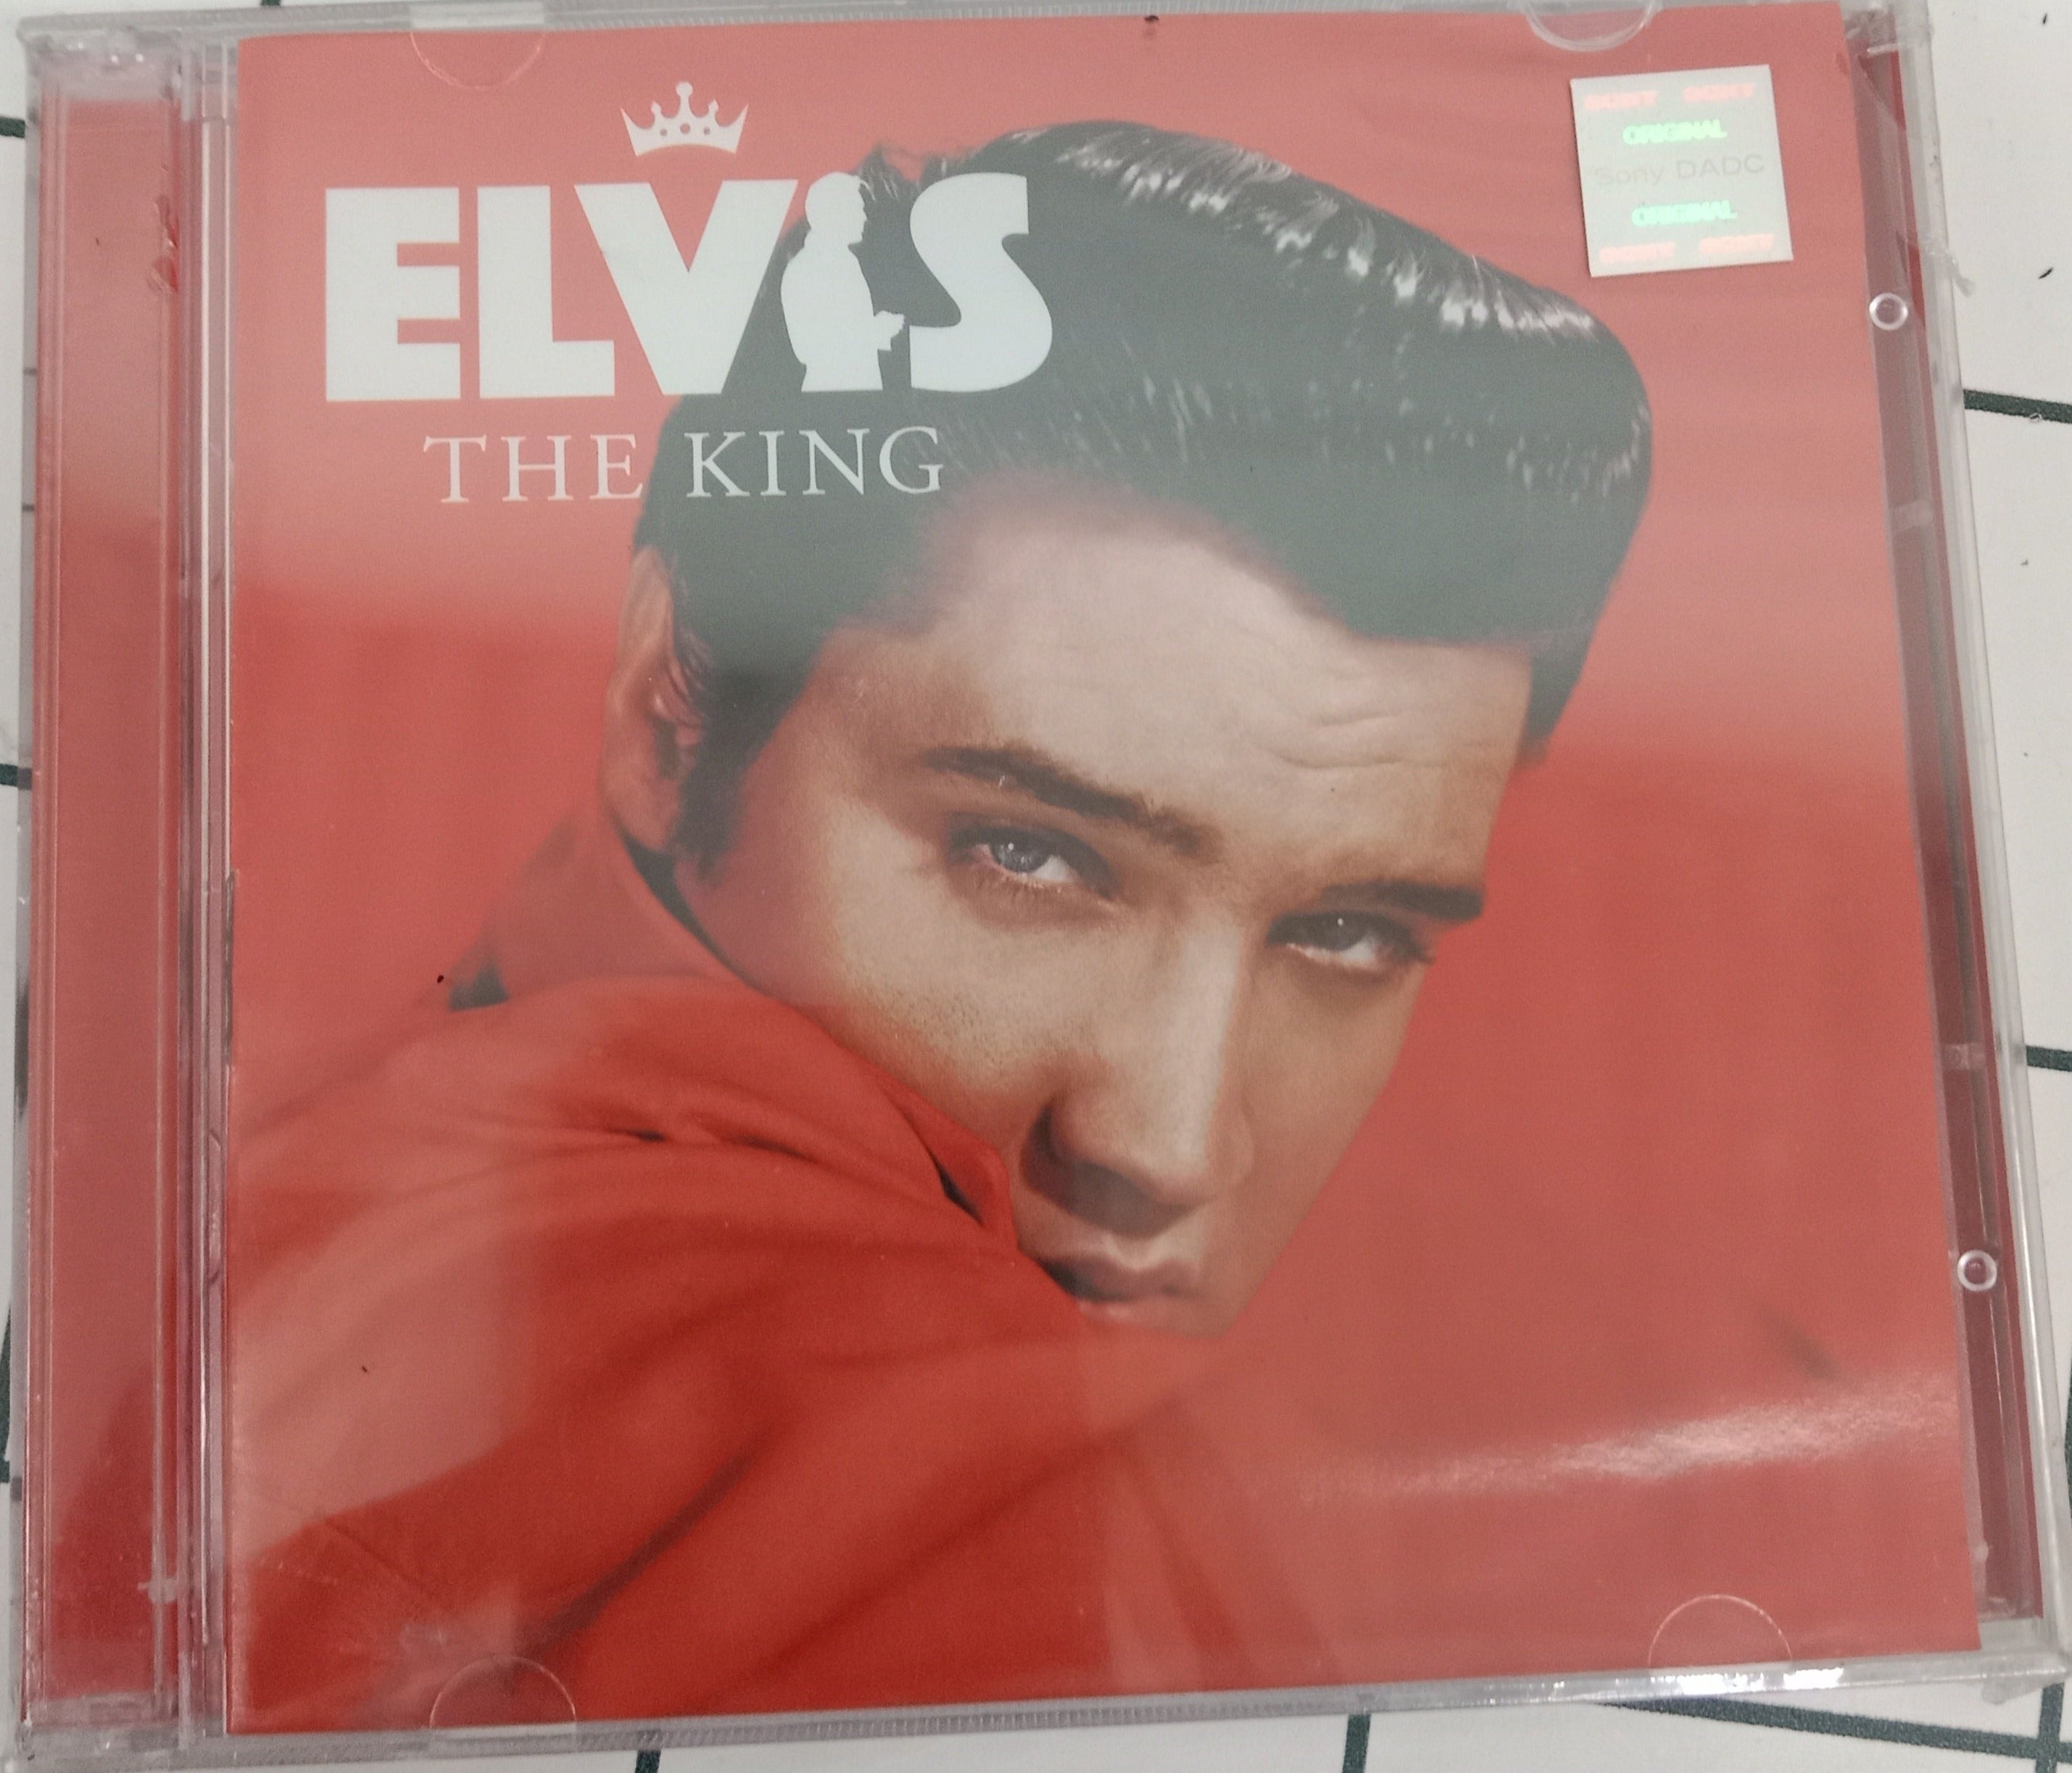 ELViS
THE KING
SONY SONY
ORIGINAL
Sony DADC
ORIGINAL
SONY SONY